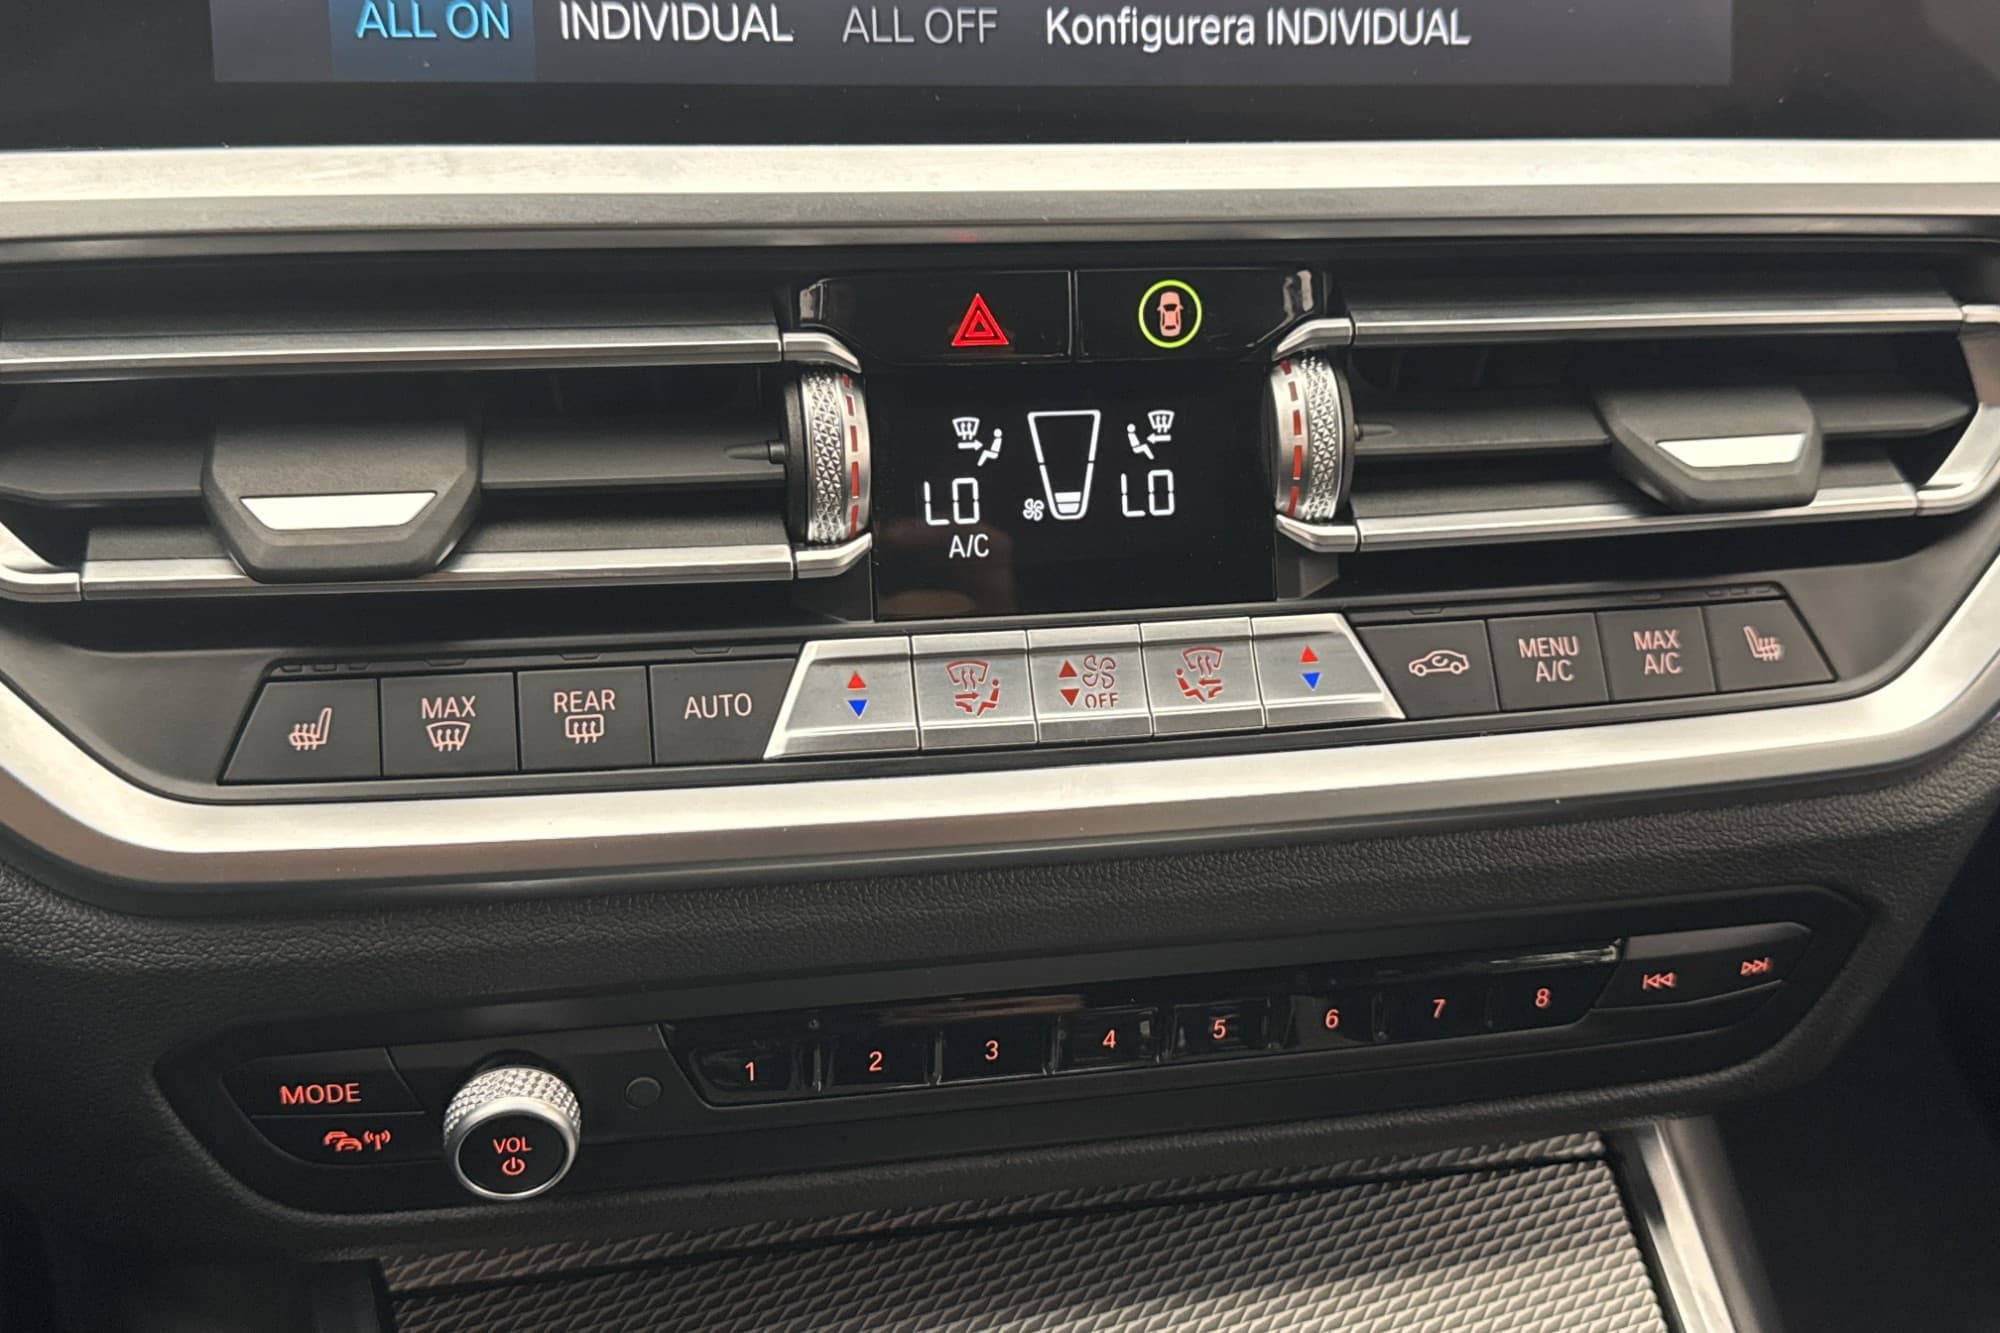 ALL ON INDIVIDUAL ALL OFF Konfigurera INDIVIDUAL
LO LO
A/C
MAX
REAR
AUTO
OFF
MENU
A/C
MAX
A/C
MODE
VOL
1 2 3 4 5 6 7 8